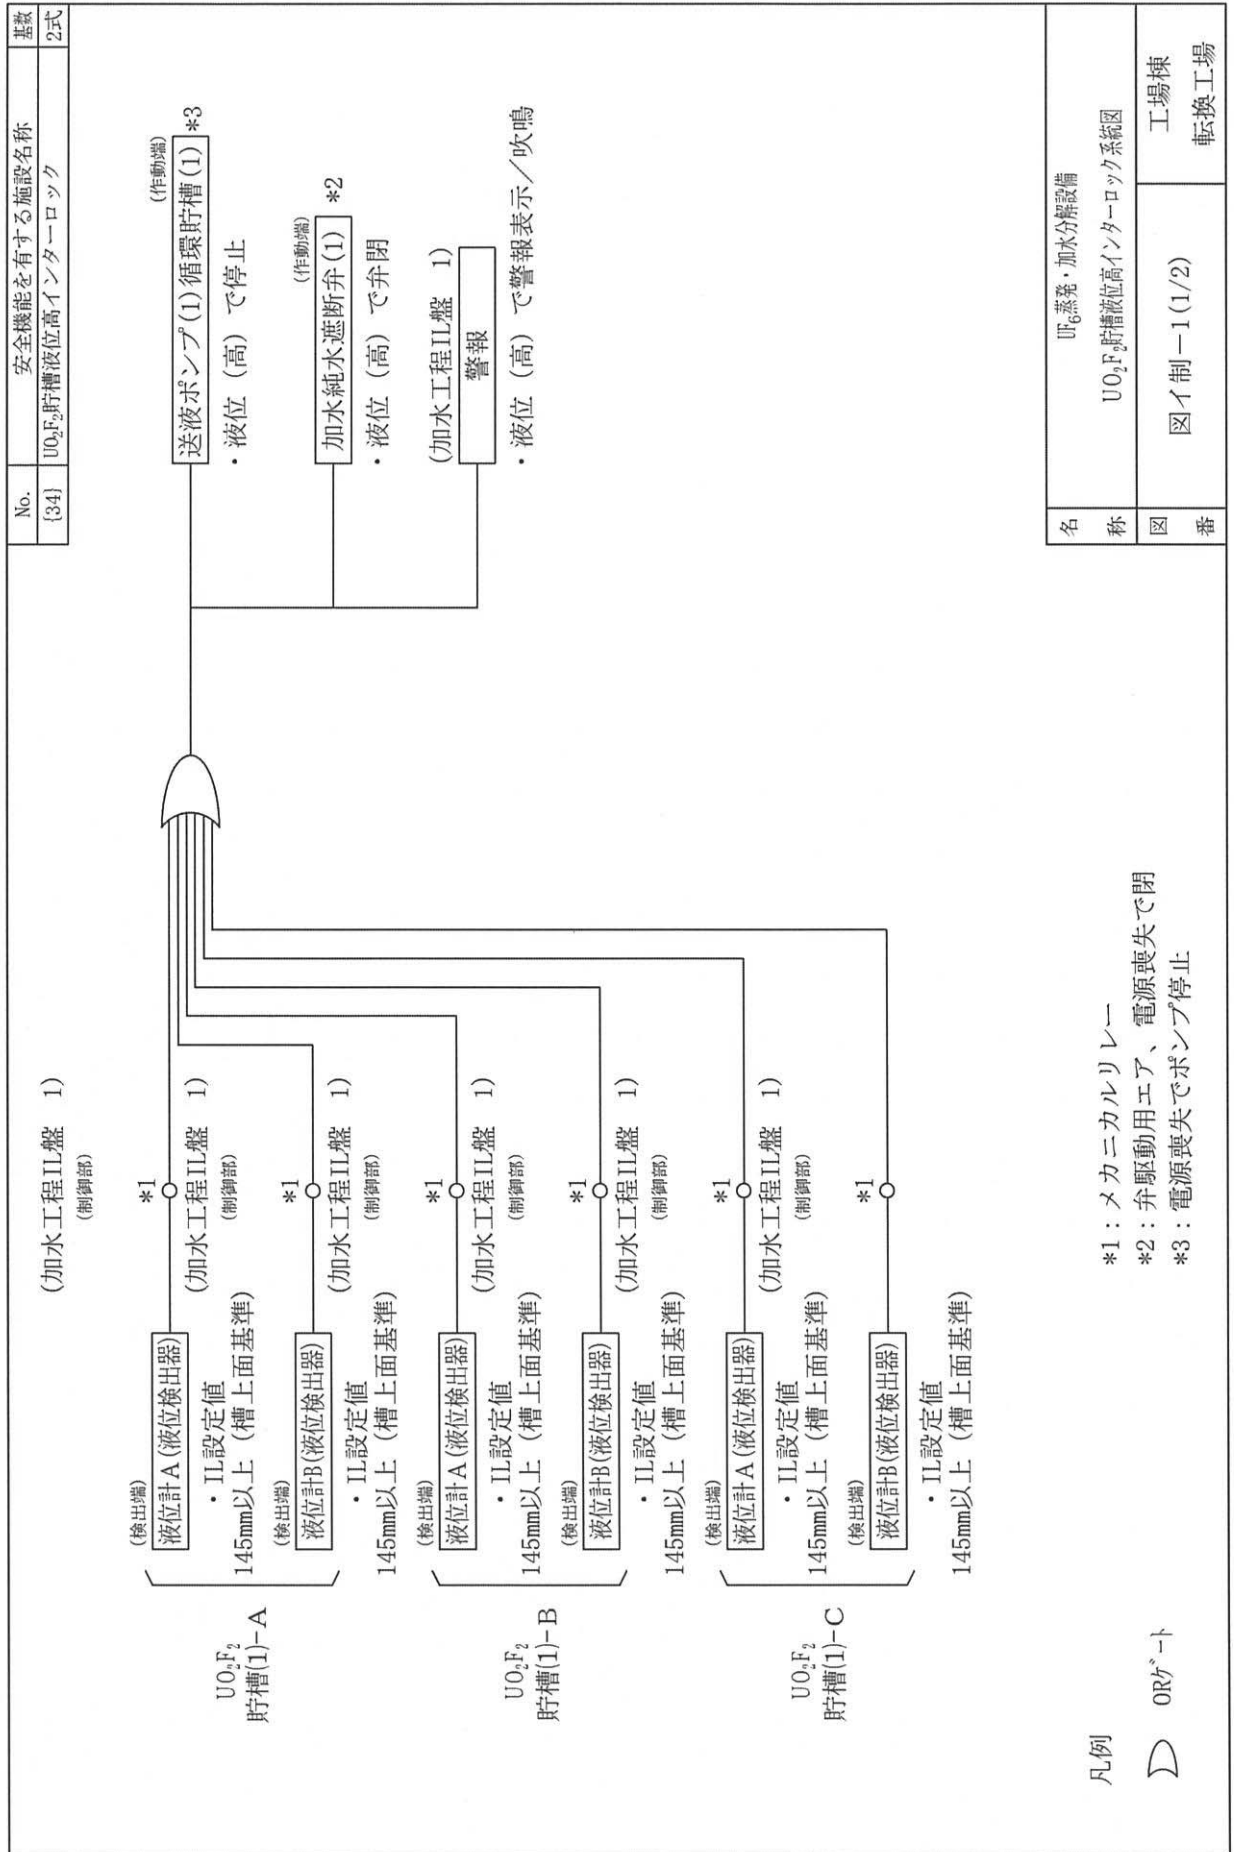 No. 安全機能を有する施設名称 基数
{34} UO₂F₂貯槽液位高インターロック 2式
(加水工程IL盤 1)
(制御部)
UO₂F₂
貯槽(1)-A
(検出端)
液位計A(液位検出器)
*1
・IL設定値
145mm以上 (槽上面基準)
(加水工程IL盤 1)
(制御部)
(検出端)
液位計B(液位検出器)
*1
・IL設定値
145mm以上 (槽上面基準)
(加水工程IL盤 1)
(制御部)
UO₂F₂
貯槽(1)-B
(検出端)
液位計A(液位検出器)
*1
・IL設定値
145mm以上 (槽上面基準)
(加水工程IL盤 1)
(制御部)
(検出端)
液位計B(液位検出器)
*1
・IL設定値
145mm以上 (槽上面基準)
(加水工程IL盤 1)
(制御部)
UO₂F₂
貯槽(1)-C
(検出端)
液位計A(液位検出器)
*1
・IL設定値
145mm以上 (槽上面基準)
(加水工程IL盤 1)
(制御部)
(検出端)
液位計B(液位検出器)
*1
・IL設定値
145mm以上 (槽上面基準)
(作動端)
送液ポンプ(1)循環貯槽(1) *3
・液位 (高) で停止
(作動端)
加水純水遮断弁(1) *2
・液位 (高) で弁閉
(加水工程IL盤 1)
警報
・液位 (高) で警報表示/吹鳴
凡例
ORゲート
*1：メカニカルリレー
*2：弁駆動用エア、電源喪失で閉
*3：電源喪失でポンプ停止
名称
UF₆蒸発・加水分解設備
UO₂F₂貯槽液位高インターロック系統図
図番
図イ制－1(1/2)
工場棟
転換工場